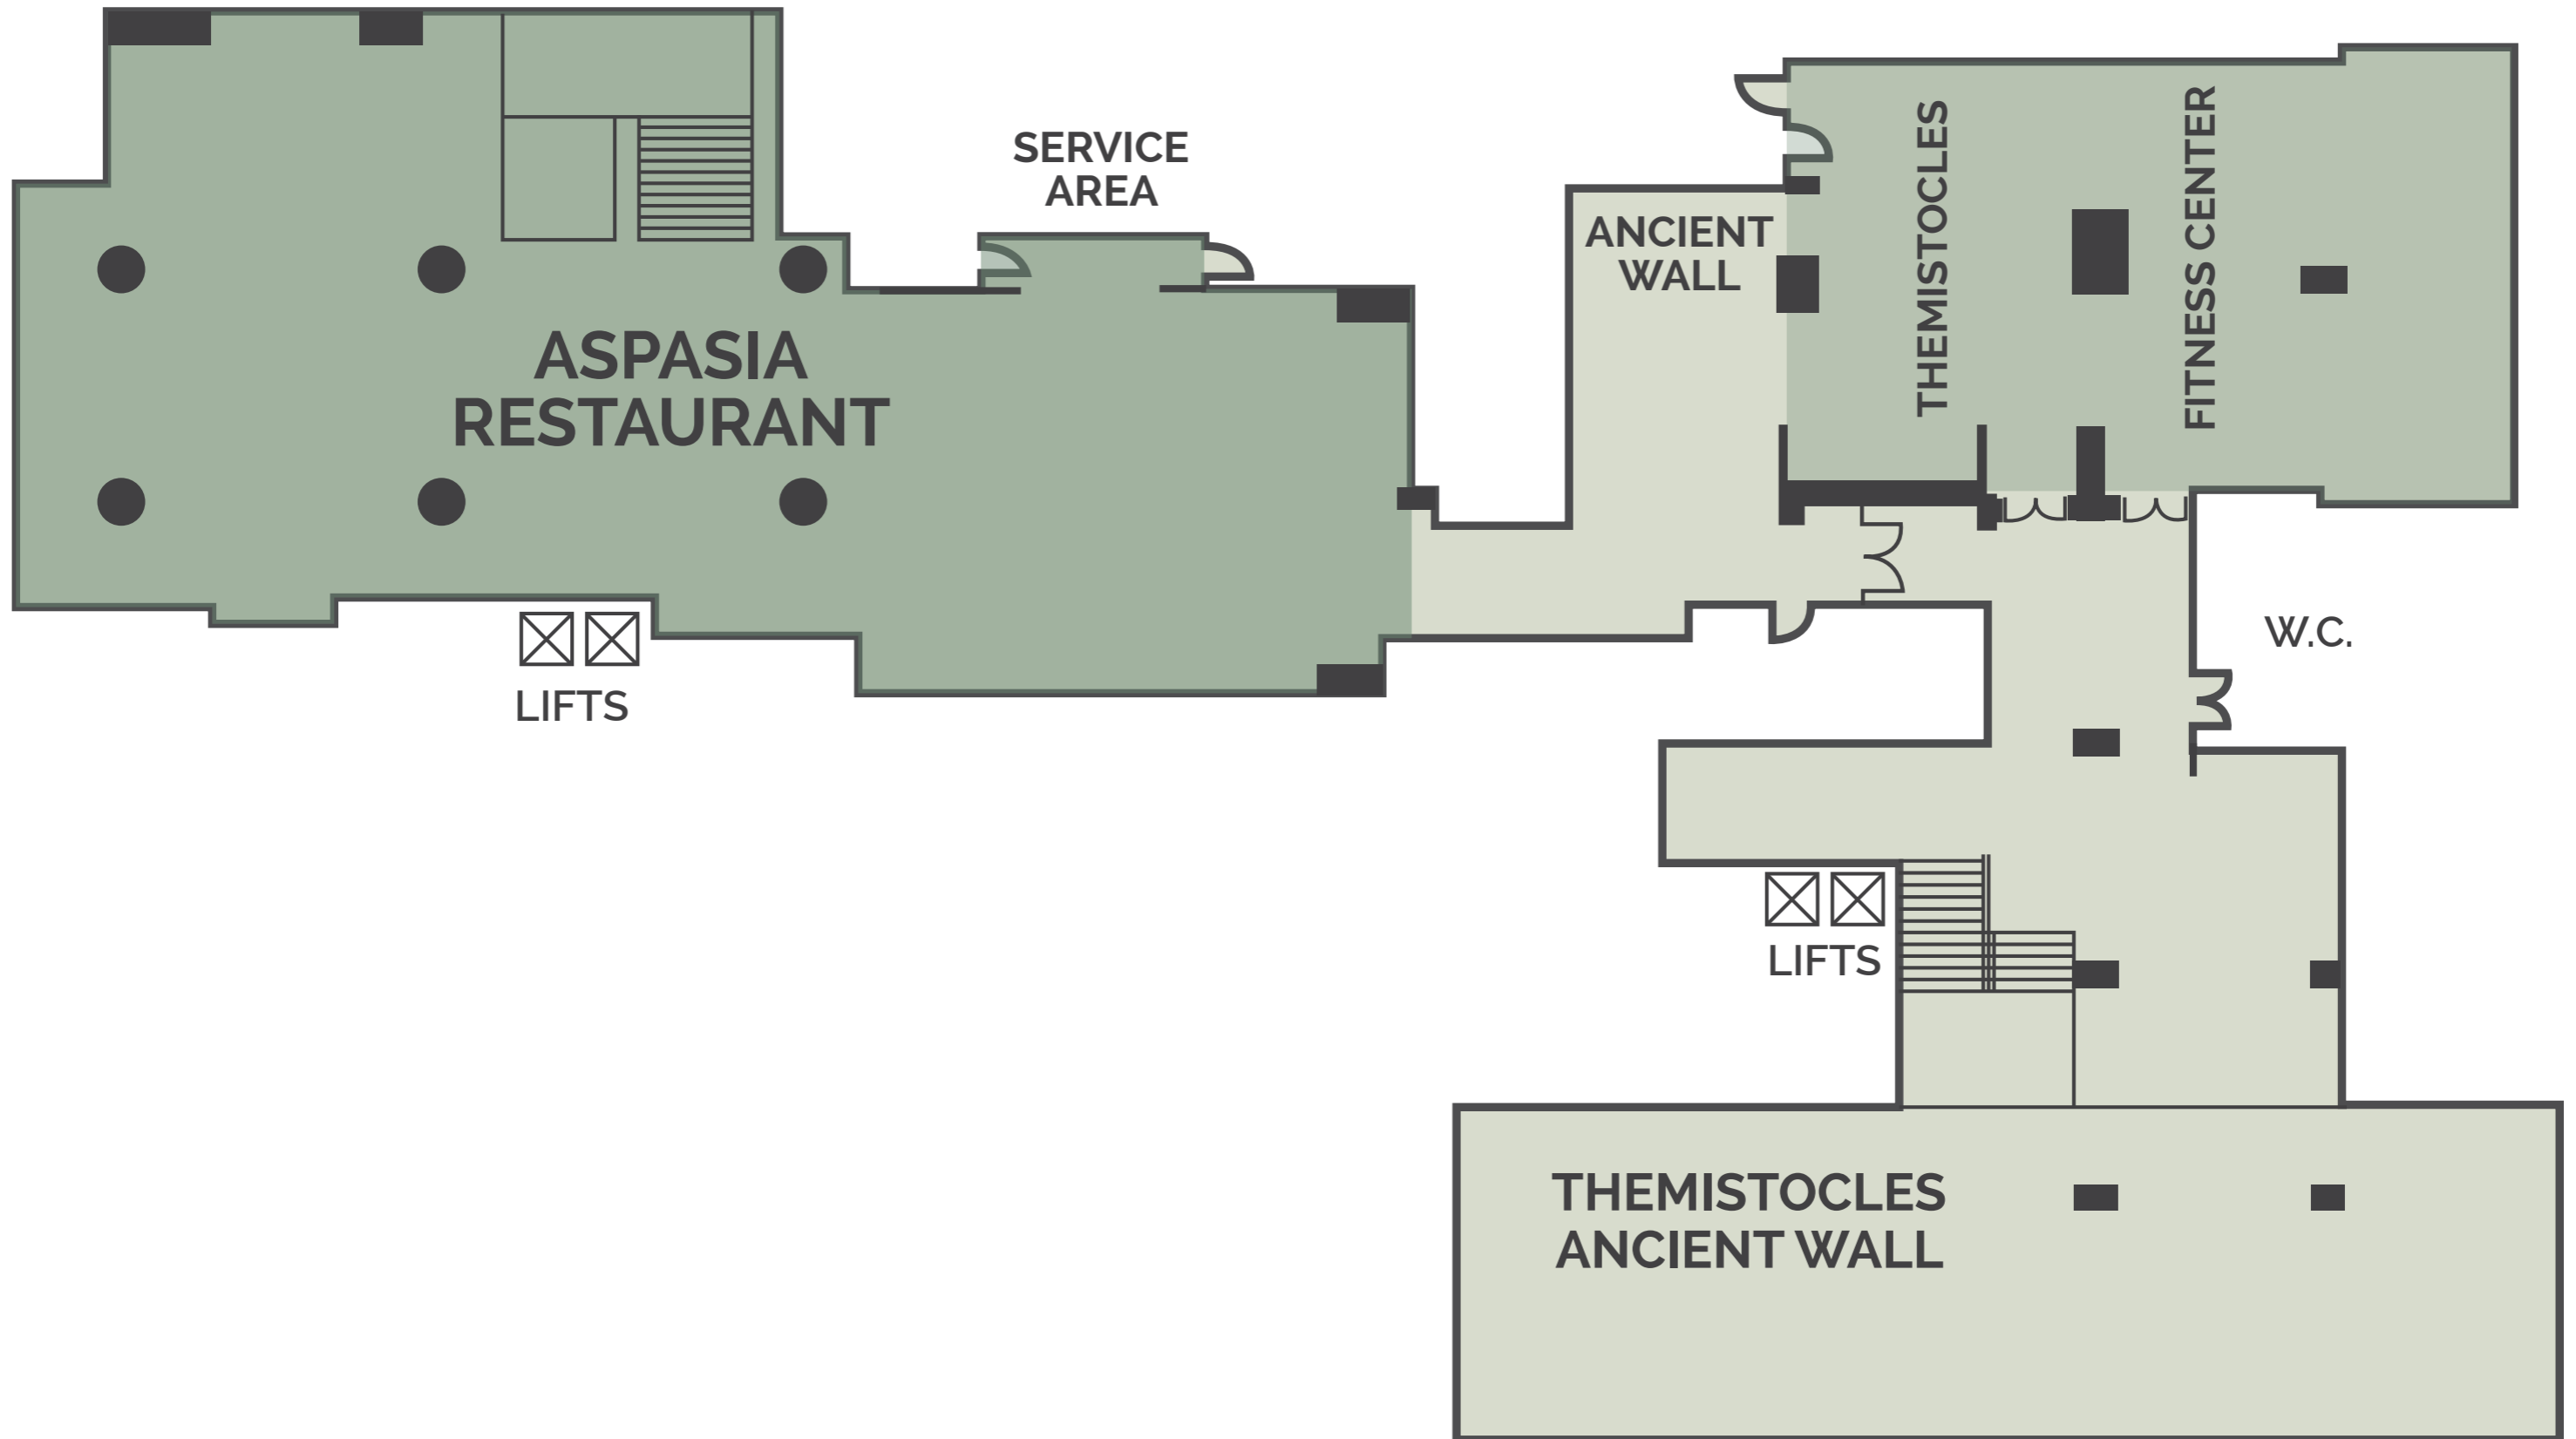 SERVICE
AREA
ANCIENT
WALL
THEMISTOCLES
FITNESS CENTER
ASPASIA
RESTAURANT
W.C.
LIFTS
LIFTS
THEMISTOCLES
ANCIENT WALL